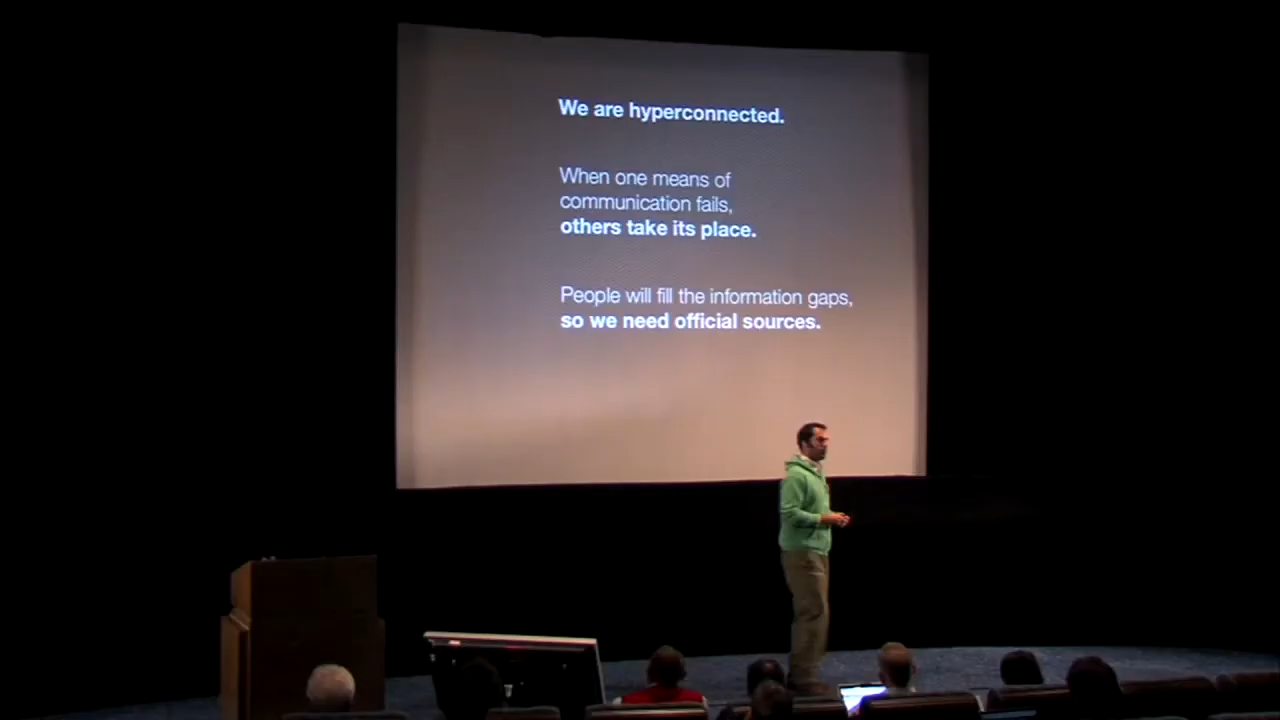 We are hyperconnected.
When one means of
communication fails,
others take its place.
People will fill the information gaps,
so we need official sources.